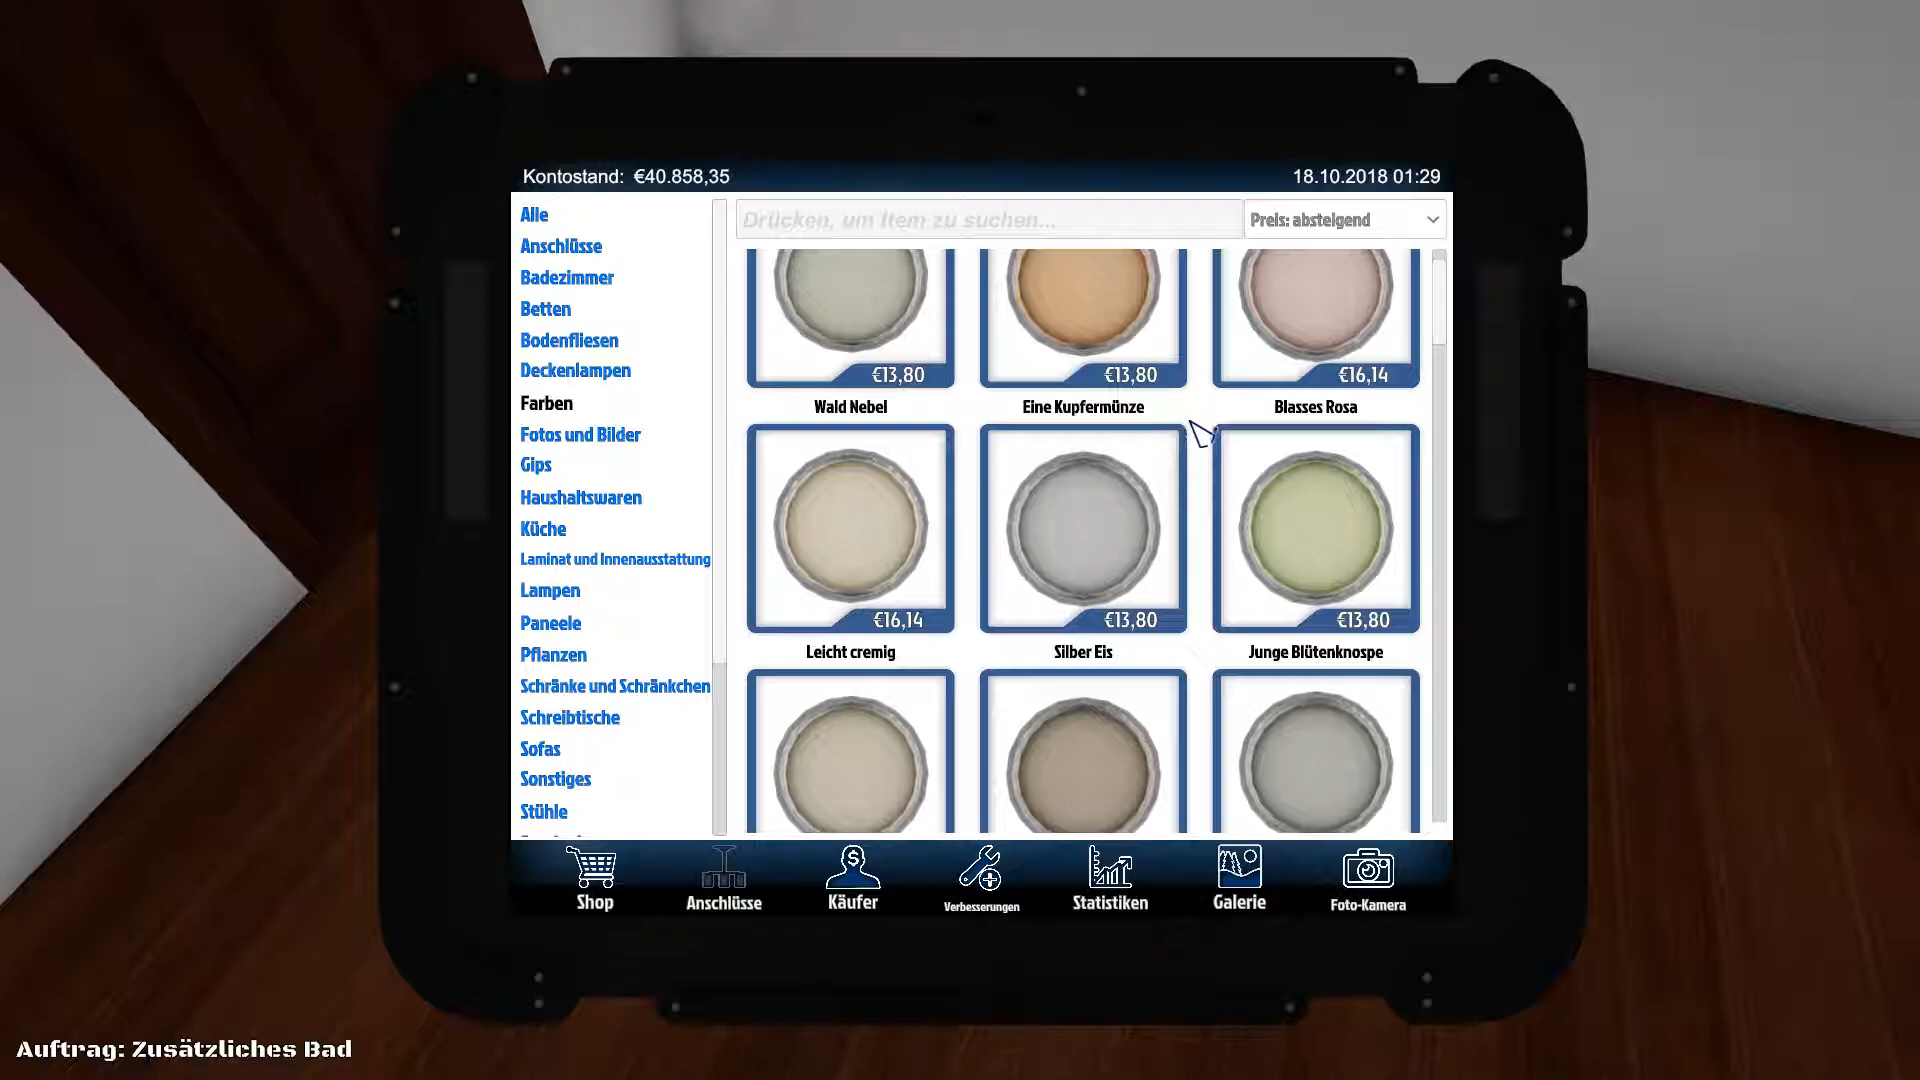 Kontostand: €40.858,35
18.10.2018 01:29
Alle
Anschlüsse
Badezimmer
Betten
Bodenfliesen
Deckenlampen
Farben
Fotos und Bilder
Gips
Haushaltswaren
Küche
Laminat und Innenausstattung
Lampen
Paneele
Pflanzen
Schränke und Schränkchen
Schreibtische
Sofas
Sonstiges
Stühle
Drücken, um Item zu suchen...
Preis: absteigend
€13,80
€13,80
€16,14
Wald Nebel
Eine Kupfermünze
Blasses Rosa
€16,14
€13,80
€13,80
Leicht cremig
Silber Eis
Junge Blütenknospe
Shop
Anschlüsse
Käufer
Verbesserungen
Statistiken
Galerie
Foto-Kamera
Auftrag: Zusätzliches Bad